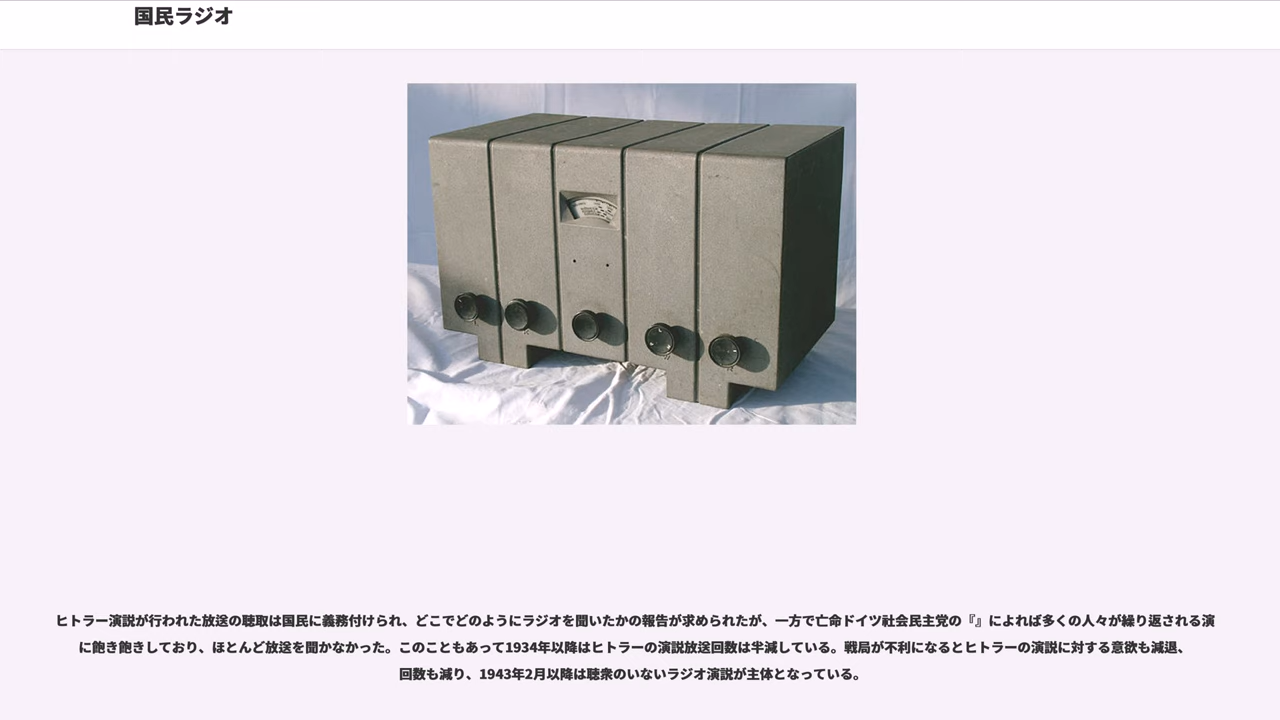 国民ラジオ
ヒトラー演説が行われた放送の聴取は国民に義務付けられ、どこでどのようにラジオを聞いたかの報告が求められたが、一方で亡命ドイツ社会民主党の『』によれば多くの人々が繰り返される演
に飽き飽きしており、ほとんど放送を聞かなかった。このこともあって1934年以降はヒトラーの演説放送回数は半減している。戦局が不利になるとヒトラーの演説に対する意欲も減退、
回数も減り、1943年2月以降は聴衆のいないラジオ演説が主体となっている。